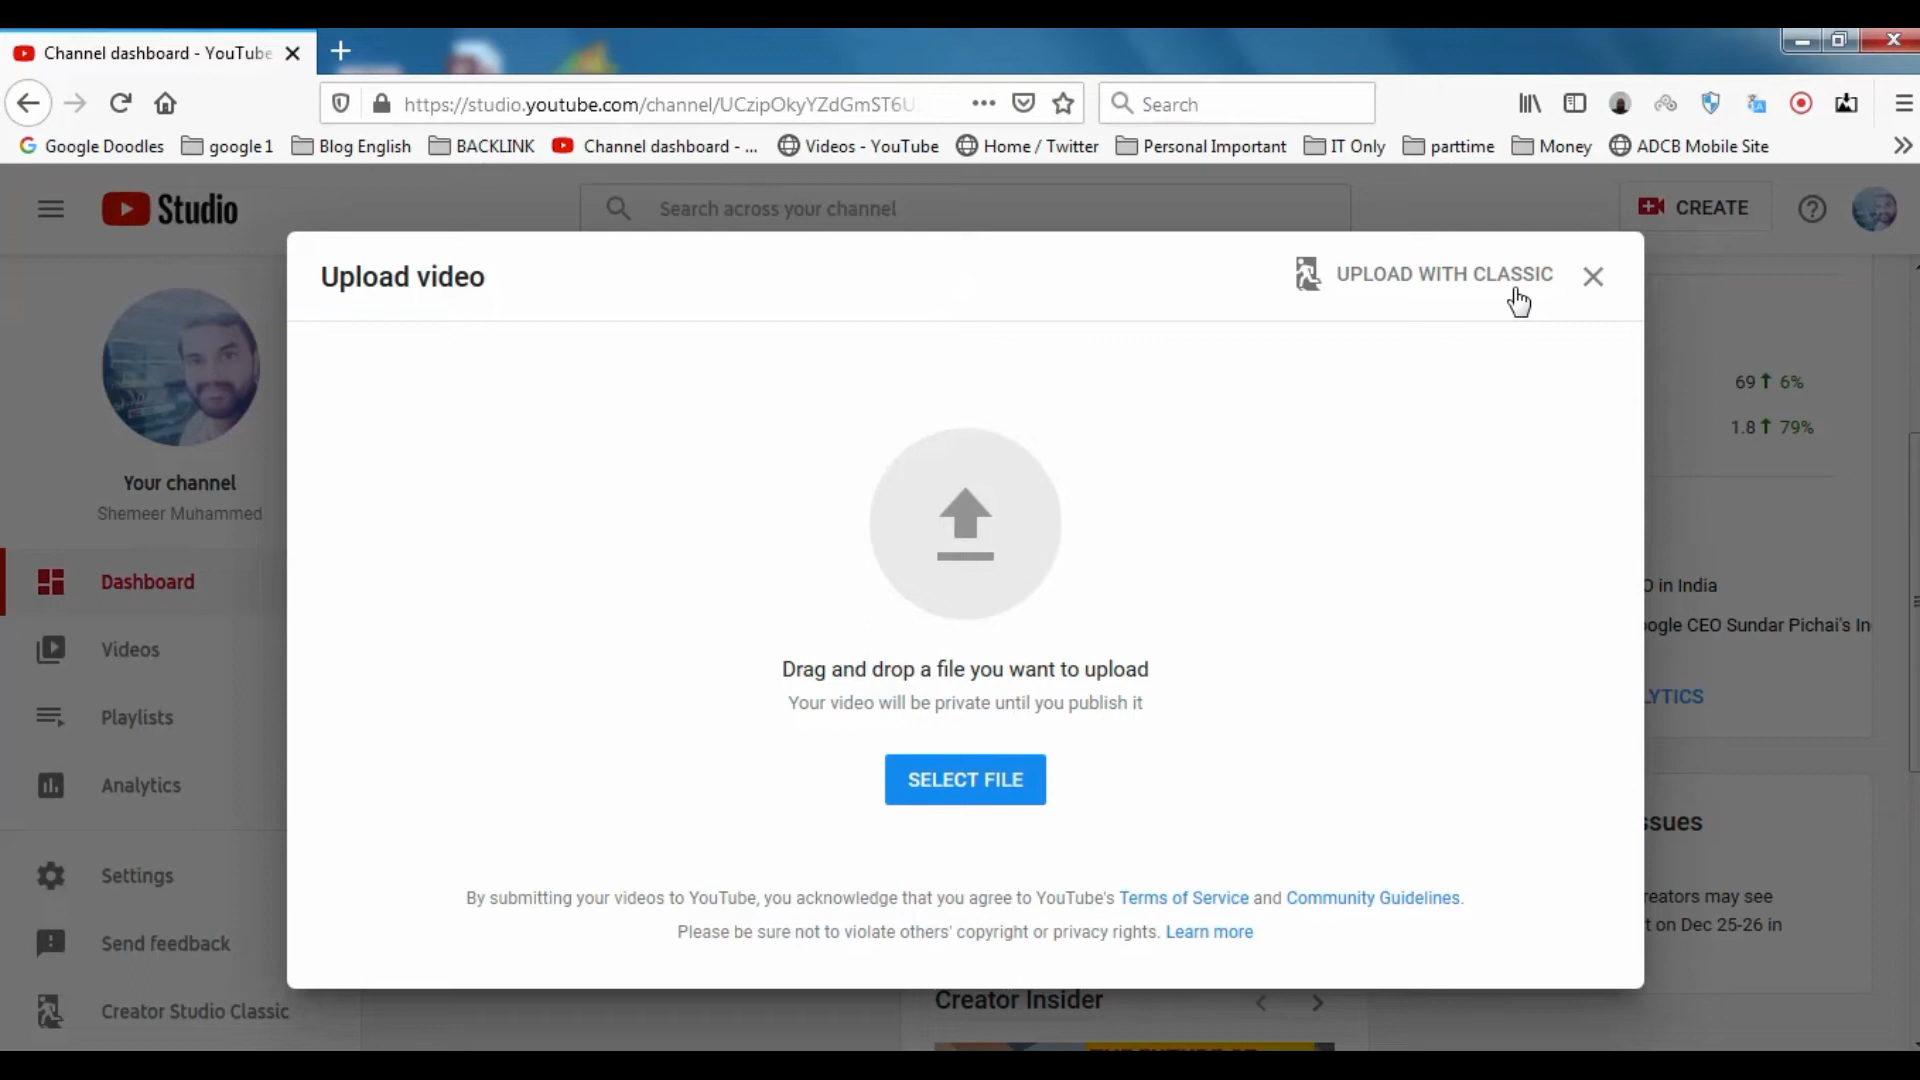 Channel dashboard - YouTube
https://studio.youtube.com/channel/UCzipOkyYZdGmST6U
Search
Google Doodles google1 Blog English BACKLINK Channel dashboard - ... Videos - YouTube Home / Twitter Personal Important IT Only parttime Money ADCB Mobile Site
Studio
Search across your channel
CREATE
Upload video
UPLOAD WITH CLASSIC
69 6%
1.8 79%
Your channel
Shemeer Muhammed
Dashboard
Videos
Playlists
Analytics
Settings
Send feedback
Creator Studio Classic
Drag and drop a file you want to upload
Your video will be private until you publish it
SELECT FILE
By submitting your videos to YouTube, you acknowledge that you agree to YouTube's Terms of Service and Community Guidelines.
Please be sure not to violate others' copyright or privacy rights. Learn more
O in India
ogle CEO Sundar Pichai's In
LYTICS
ssues
reators may see
t on Dec 25-26 in
Creator Insider